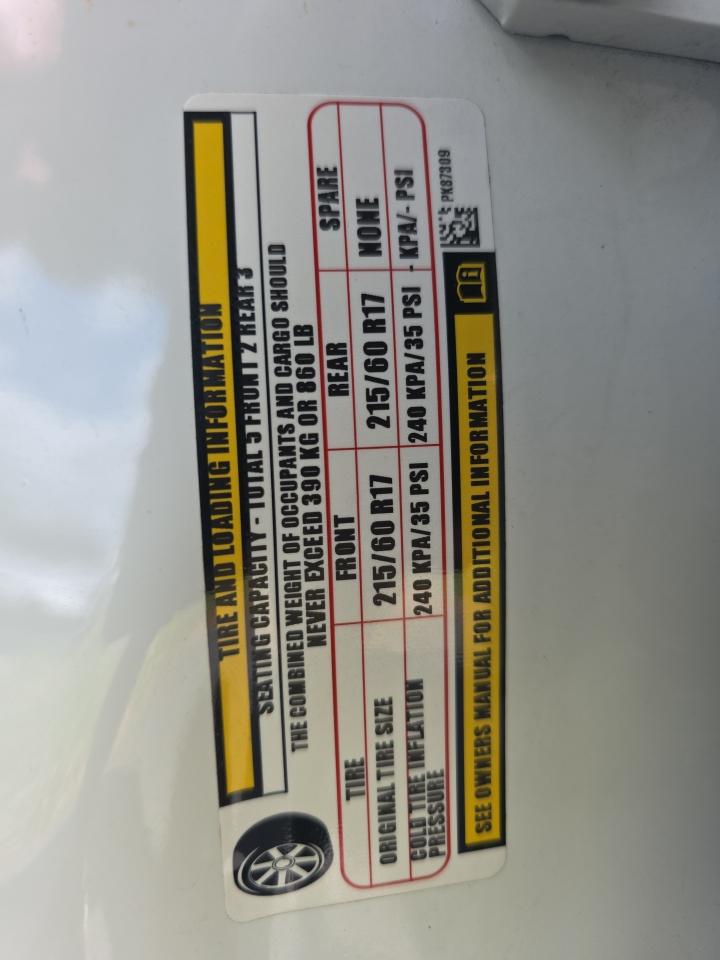 TIRE AND LOADING INFORMATION
SEATING CAPACITY - TOTAL 5 FRONT 2 REAR 3
THE COMBINED WEIGHT OF OCCUPANTS AND CARGO SHOULD
NEVER EXCEED 390 KG OR 860 LB
TIRE FRONT REAR SPARE
ORIGINAL TIRE SIZE 215/60 R17 215/60 R17 NONE
COLD TIRE INFLATION PRESSURE 240 KPA/35 PSI 240 KPA/35 PSI - KPA/- PSI
SEE OWNERS MANUAL FOR ADDITIONAL INFORMATION
PK87309